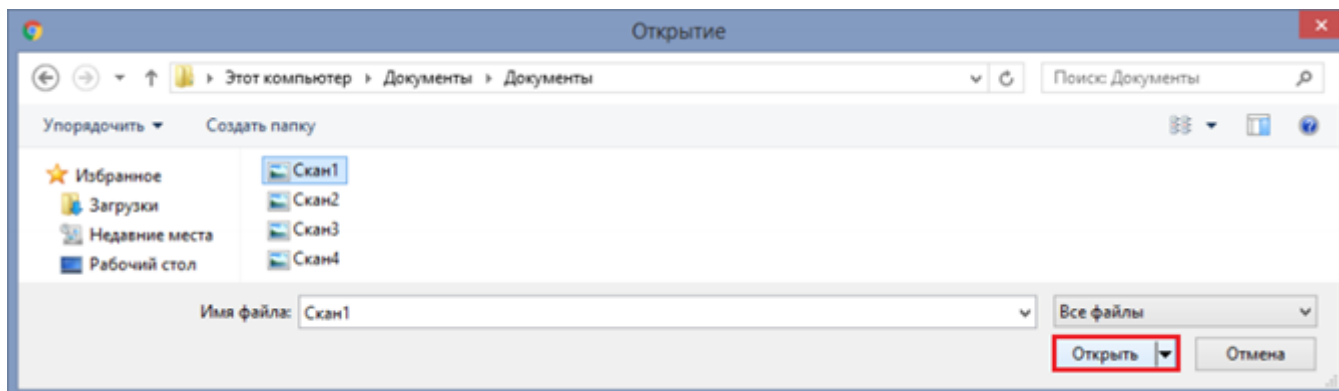 Открытие
Этот компьютер Документы Документы Поиск: Документы
Упорядочить Создать папку
Избранное
Загрузки
Недавние места
Рабочий стол
Скан1
Скан2
Скан3
Скан4
Имя файла: Скан1 Все файлы
Открыть Отмена